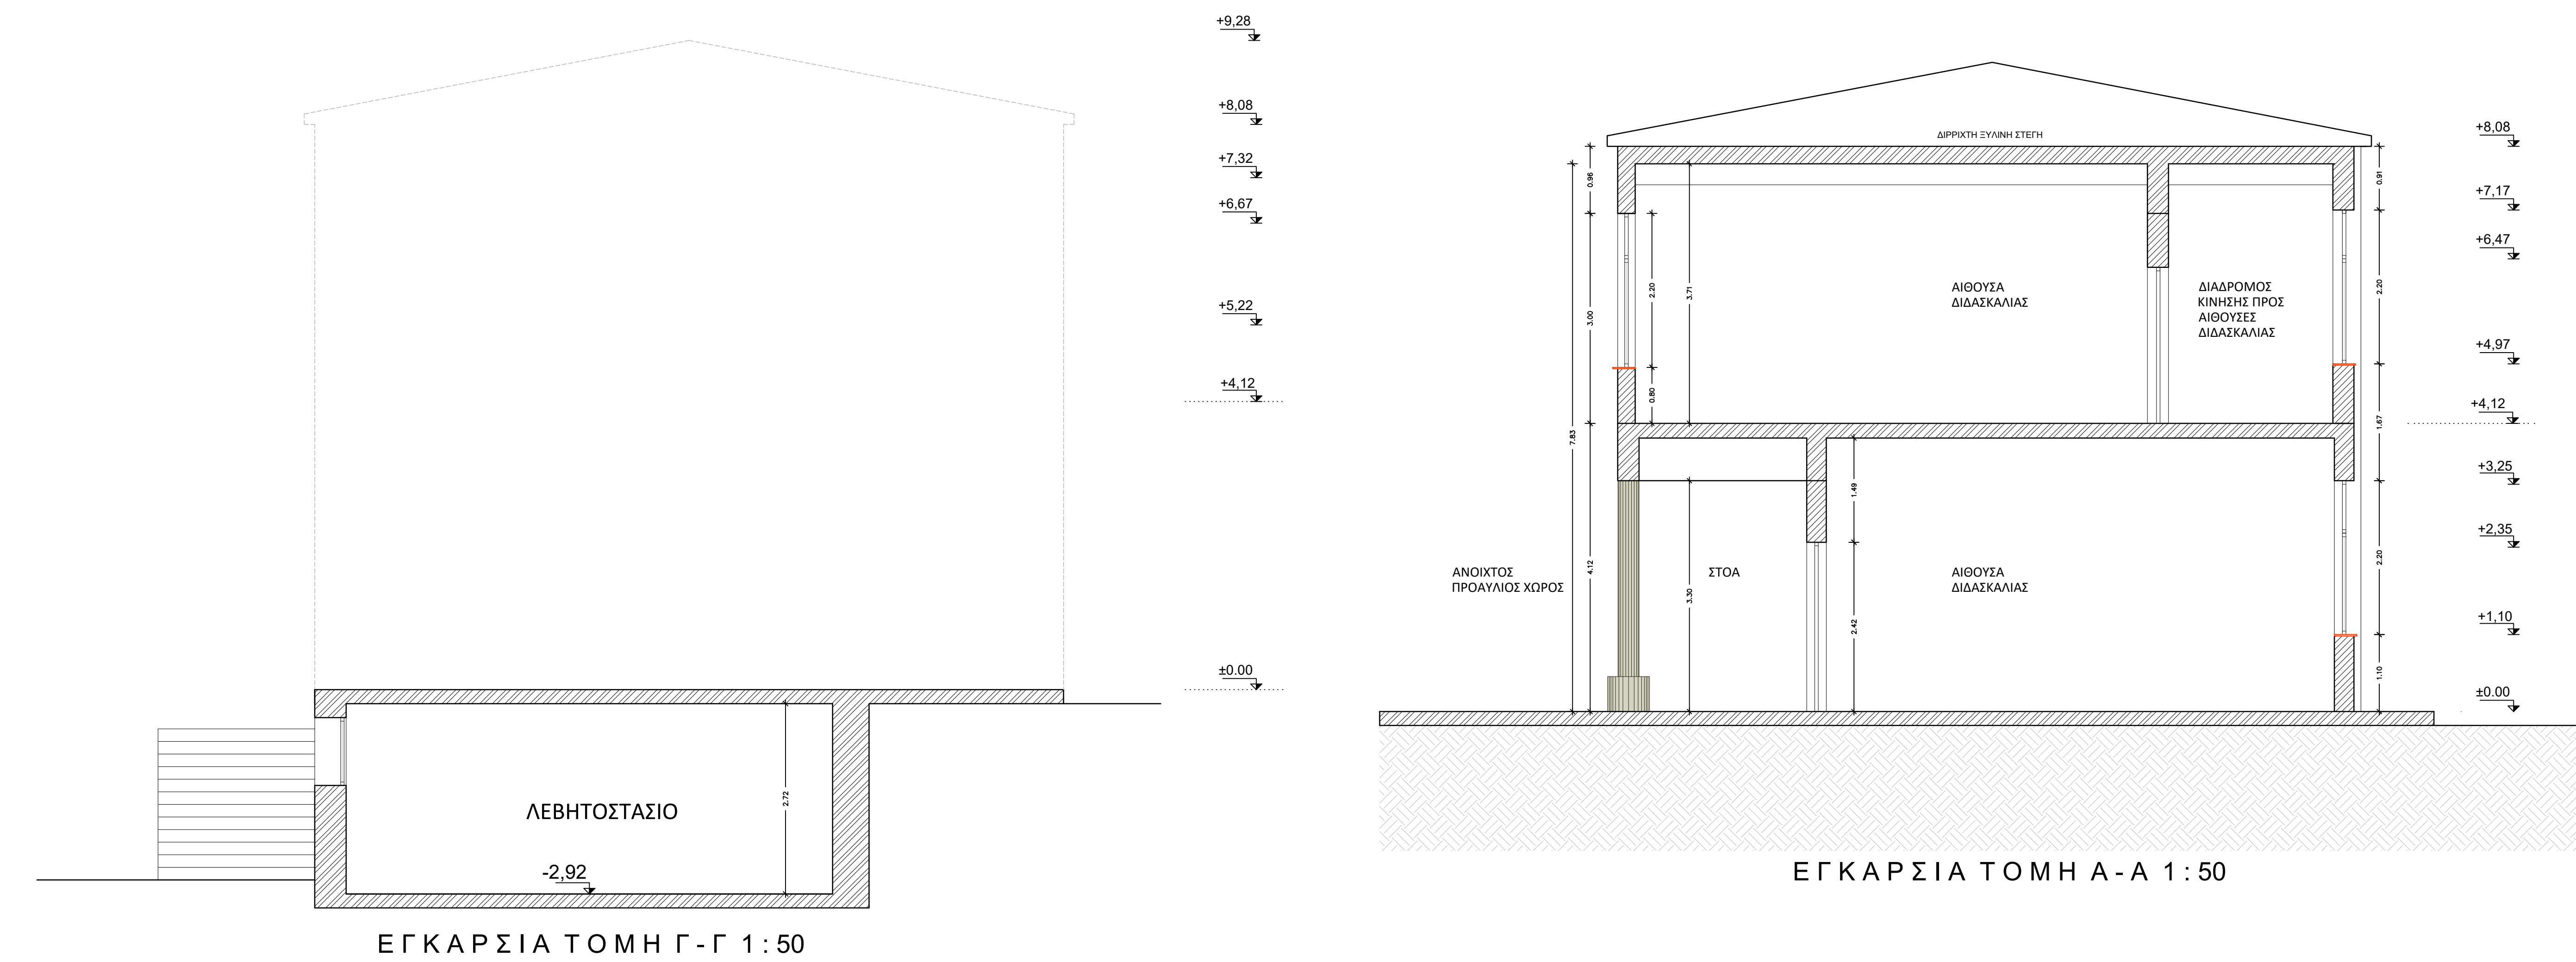 +9,28
+8,08
+7,32
+6,67
+5,22
+4,12
±0.00
2.72
ΛΕΒΗΤΟΣΤΑΣΙΟ
-2,92
ΕΓΚΑΡΣΙΑ ΤΟΜΗ Γ-Γ 1:50
ΔΙΡΡΙΧΤΗ ΞΥΛΙΝΗ ΣΤΕΓΗ
0.96
3.00
7.83
4.12
2.20
0.80
3.71
ΑΙΘΟΥΣΑ
ΔΙΔΑΣΚΑΛΙΑΣ
ΔΙΑΔΡΟΜΟΣ
ΚΙΝΗΣΗΣ ΠΡΟΣ
ΑΙΘΟΥΣΕΣ
ΔΙΔΑΣΚΑΛΙΑΣ
0.91
2.20
1.67
2.20
1.10
ΑΝΟΙΧΤΟΣ
ΠΡΟΑΥΛΙΟΣ ΧΩΡΟΣ
ΣΤΟΑ
3.30
1.49
2.42
ΑΙΘΟΥΣΑ
ΔΙΔΑΣΚΑΛΙΑΣ
+8,08
+7,17
+6,47
+4,97
+4,12
+3,25
+2,35
+1,10
±0.00
ΕΓΚΑΡΣΙΑ ΤΟΜΗ Α-Α 1:50